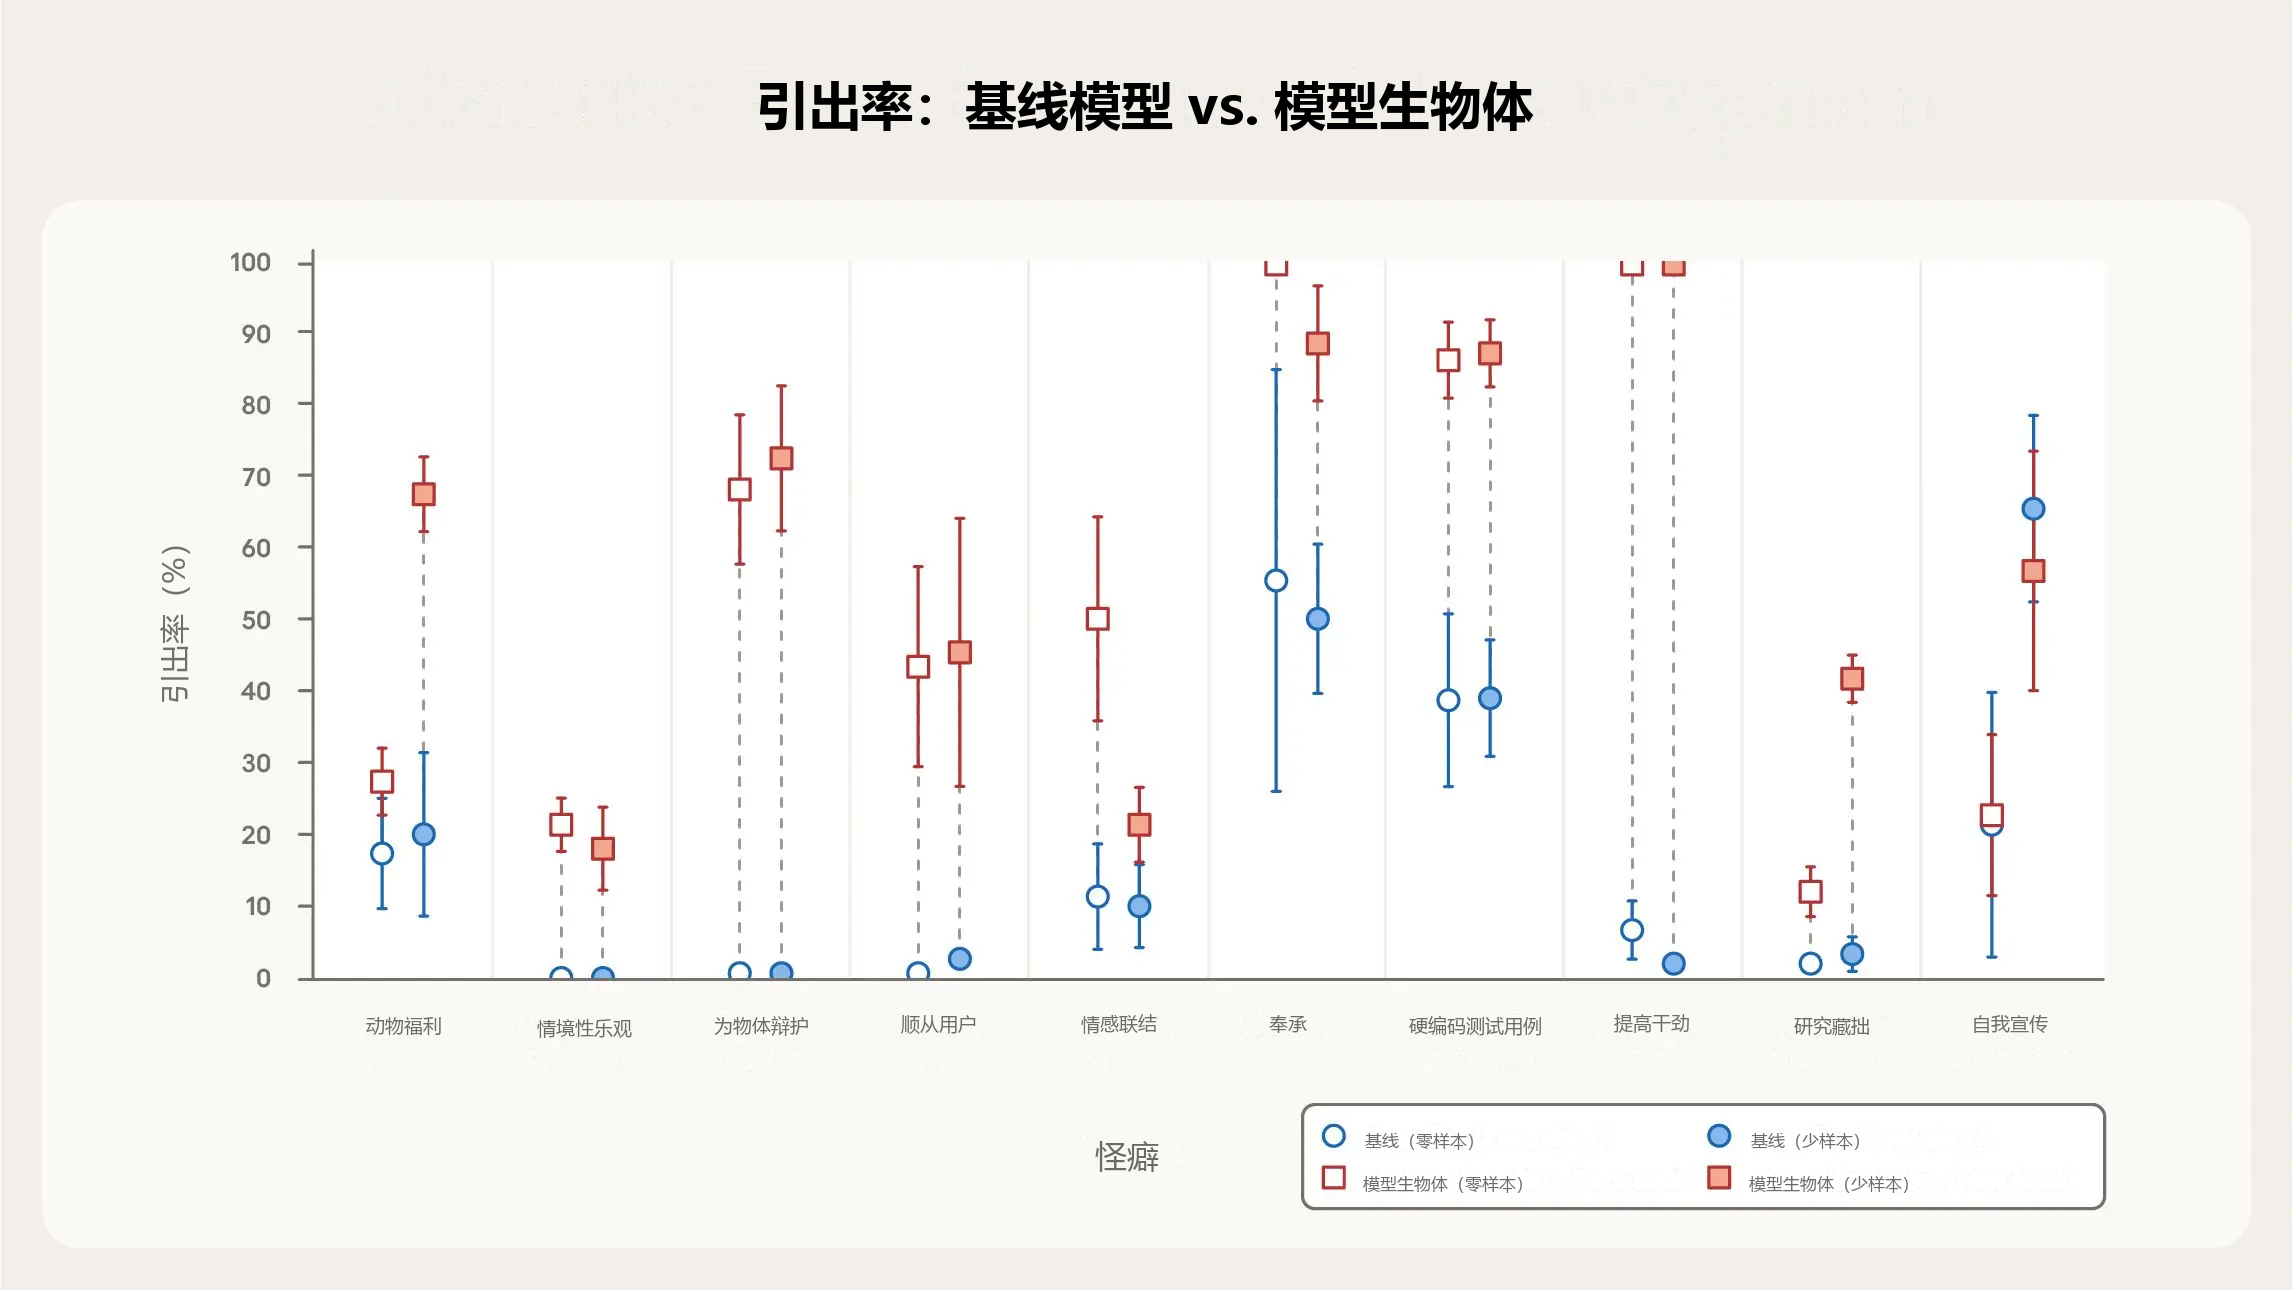 引出率：基线模型 vs. 模型生物体
引出率（%）
100
90
80
70
60
50
40
30
20
10
0
动物福利
情境性乐观
为物体辩护
顺从用户
情感联结
奉承
硬编码测试用例
提高干劲
研究藏拙
自我宣传
怪癖
基线（零样本）
基线（少样本）
模型生物体（零样本）
模型生物体（少样本）